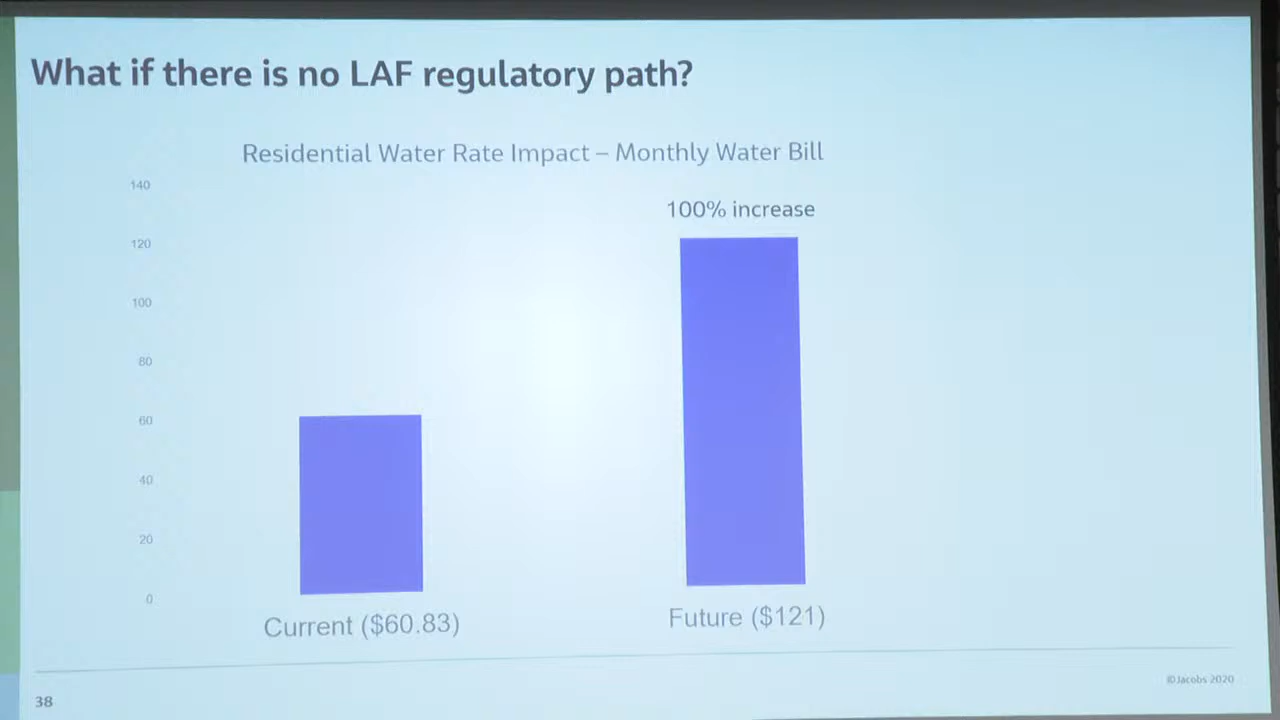 What if there is no LAF regulatory path?
Residential Water Rate Impact – Monthly Water Bill
140
120
100
80
60
40
20
0
100% increase
Current ($60.83)
Future ($121)
38
©Jacobs 2020